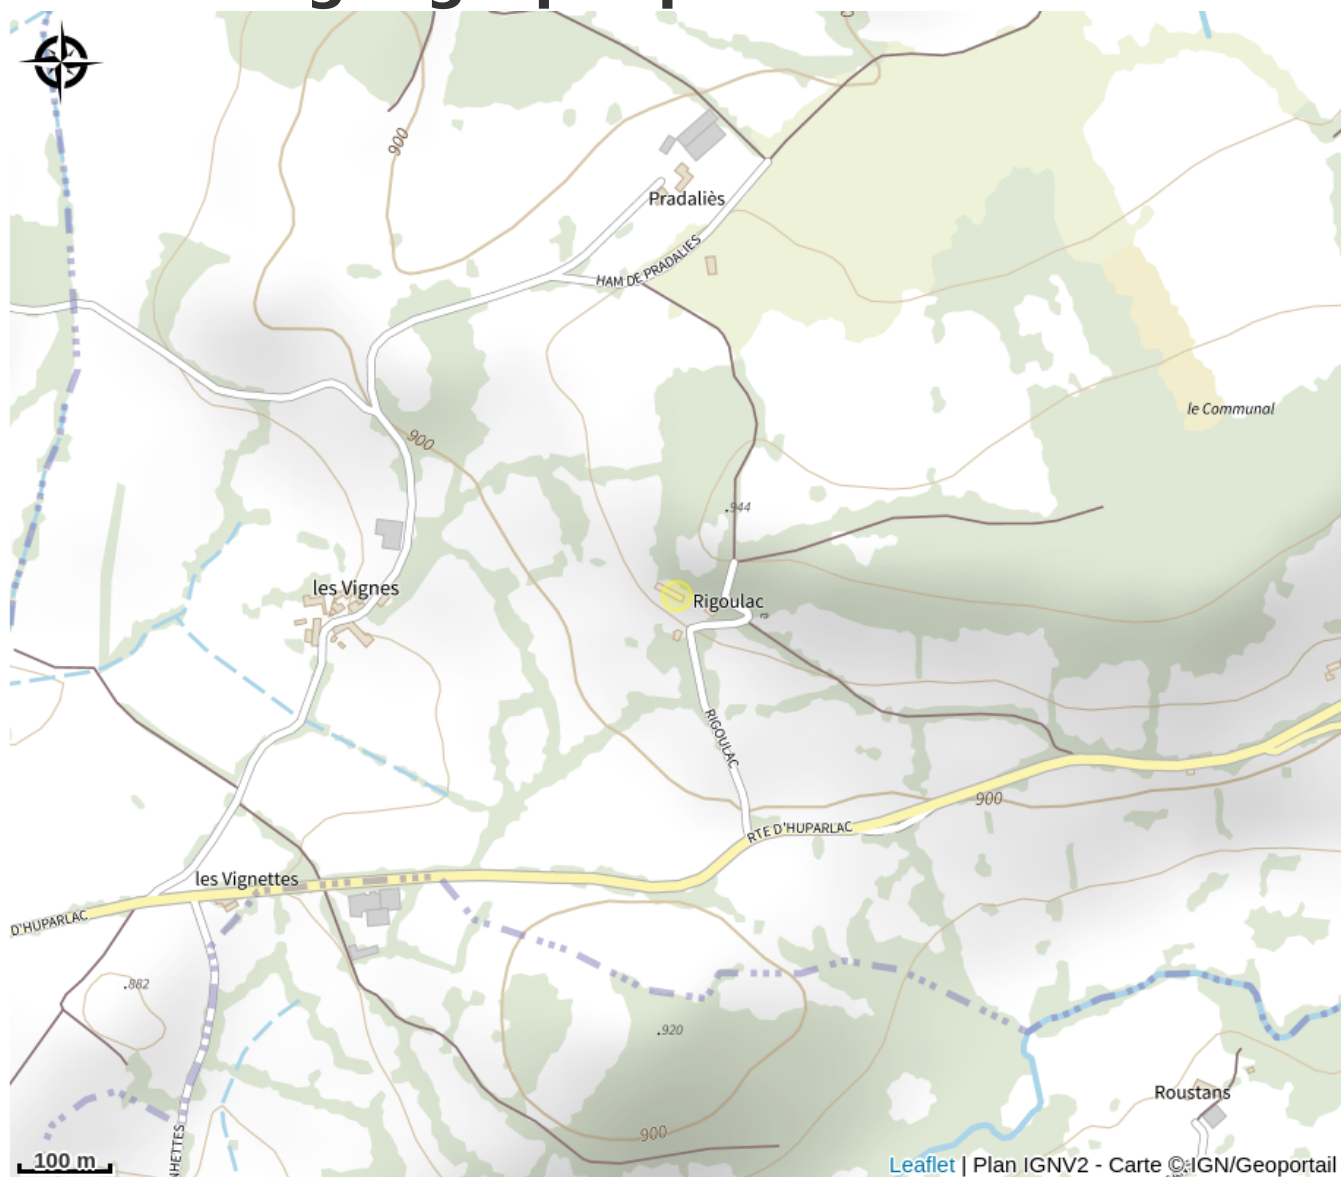 900
Pradaliès
HAM DE PRADALIES
le Communal
900
.944
les Vignes
Rigoulac
RIGOULAC
900
RTE D'HUPARLAC
les Vignettes
D'HUPARLAC
.882
.920
Roustans
900
NHETTES
100 m
Leaflet | Plan IGNV2 - Carte © IGN/Geoportail